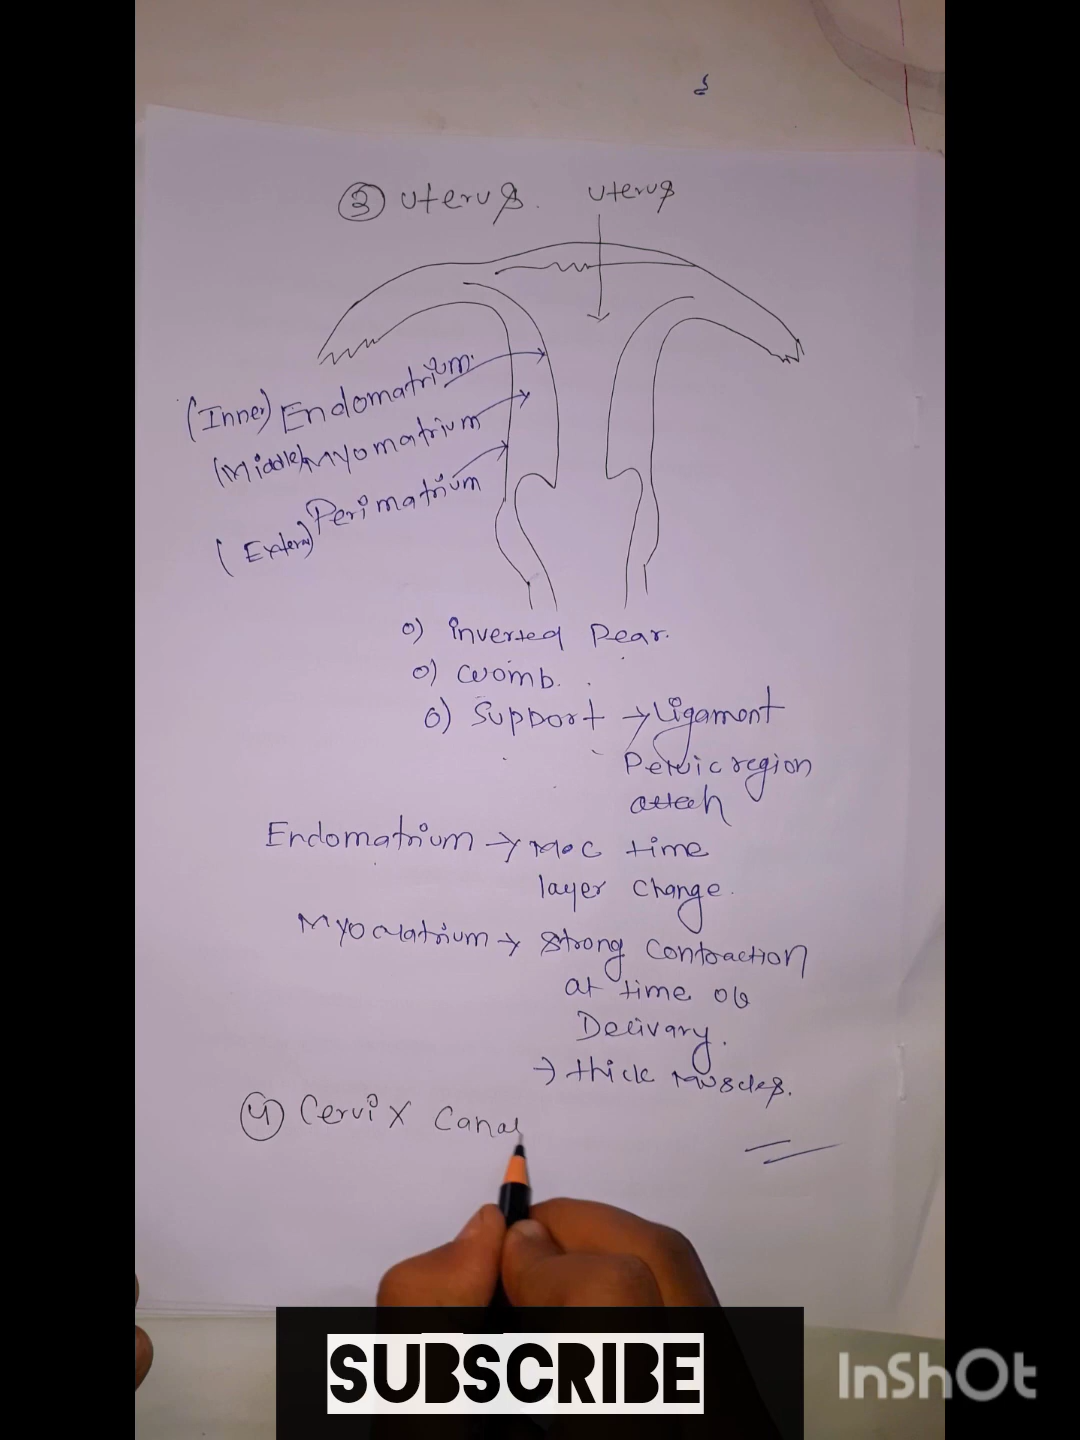 ③ Uterus. Uterus
(Inner) Endomatrium.
(Middle) Myomatrium
(Extern) Perimatrium
o) inverted Pear.
o) womb.
o) Support → Ligament
Pelvic region
attech
Endomatrium → M.C time
layer change.
Myomatrium → Strong Contraction
at time of
Delivary.
→ thick Muscles.
④ Cervix Canal
SUBSCRIBE
InShOt